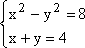 x² − y² = 8
x + y = 4